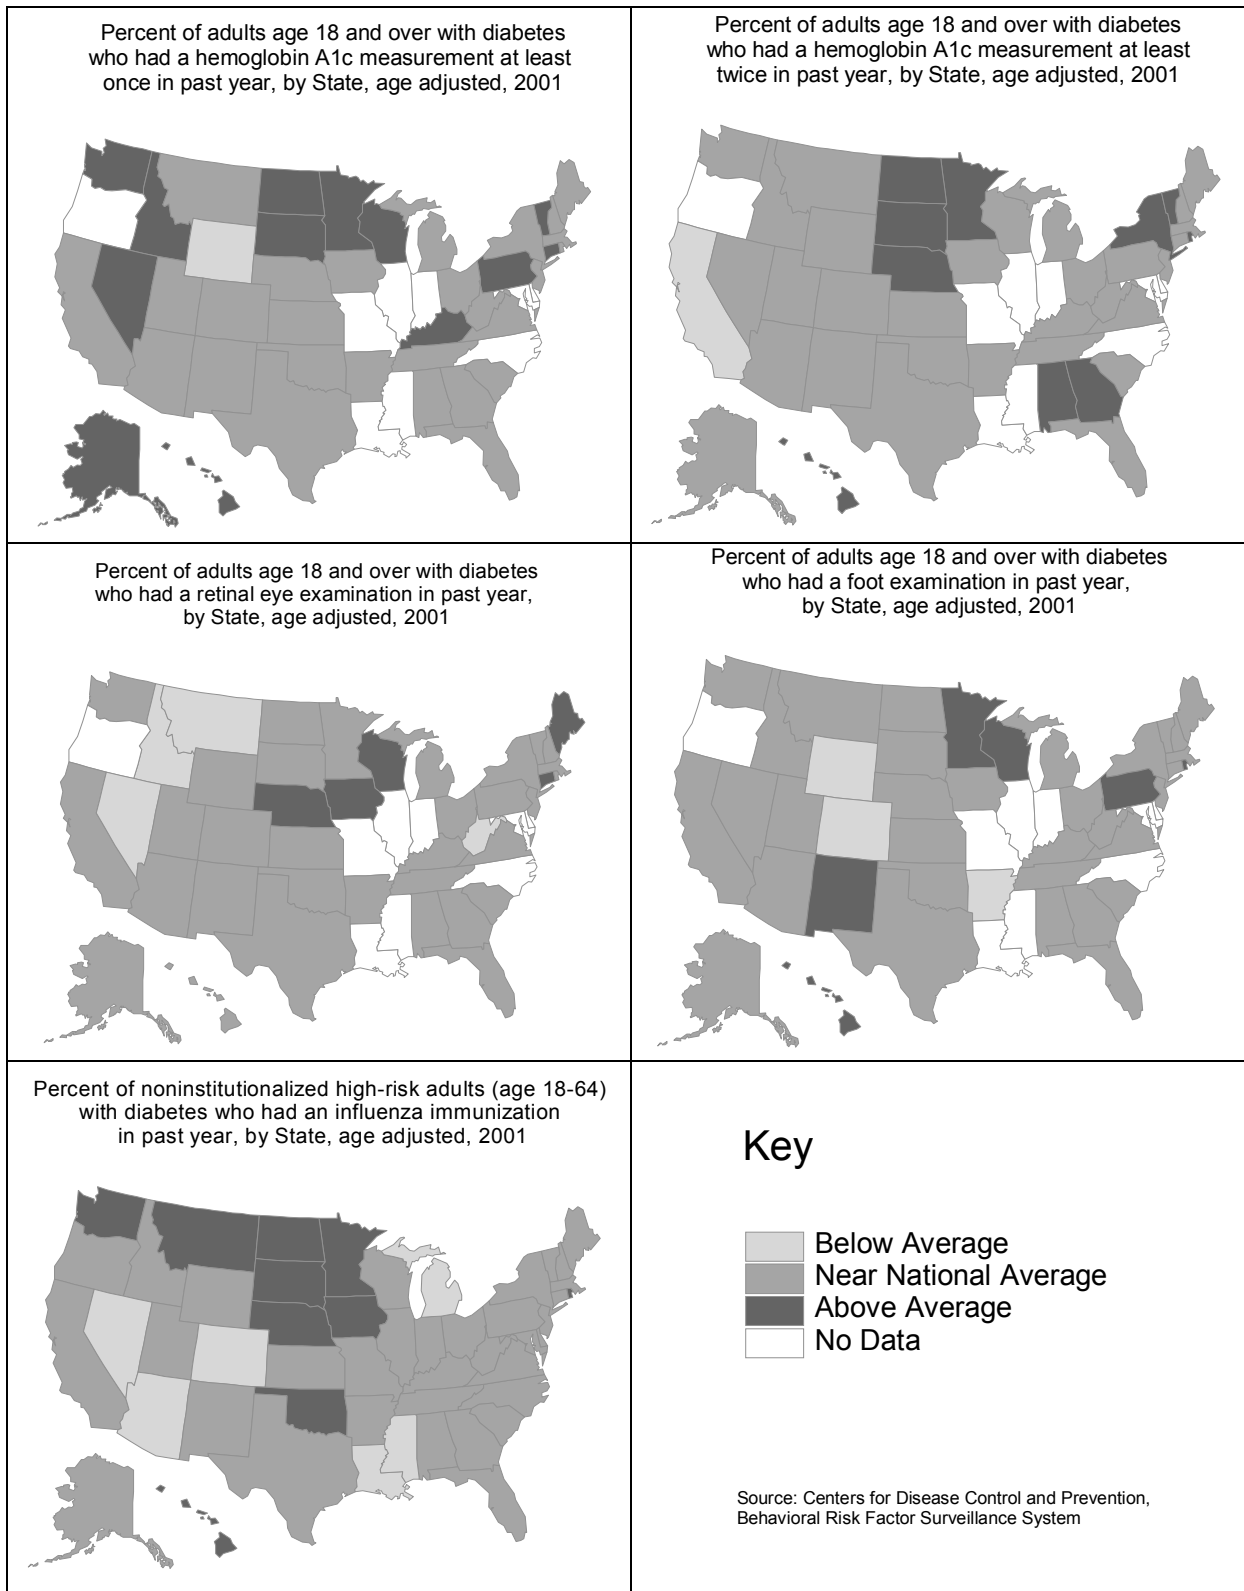 Percent of adults age 18 and over with diabetes
who had a hemoglobin A1c measurement at least
once in past year, by State, age adjusted, 2001
Percent of adults age 18 and over with diabetes
who had a hemoglobin A1c measurement at least
twice in past year, by State, age adjusted, 2001
Percent of adults age 18 and over with diabetes
who had a retinal eye examination in past year,
by State, age adjusted, 2001
Percent of adults age 18 and over with diabetes
who had a foot examination in past year,
by State, age adjusted, 2001
Percent of noninstitutionalized high-risk adults (age 18-64)
with diabetes who had an influenza immunization
in past year, by State, age adjusted, 2001
Key
Below Average
Near National Average
Above Average
No Data
Source: Centers for Disease Control and Prevention,
Behavioral Risk Factor Surveillance System